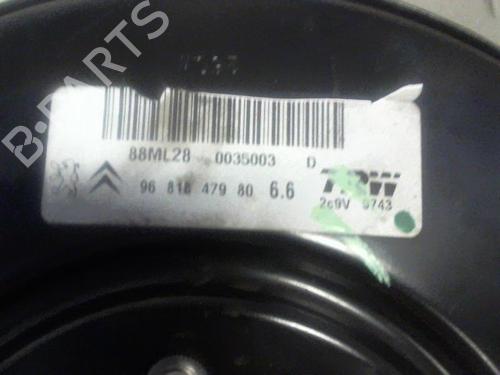 B-PARTS
88ML28 0035003 D
96 818 479 80 6.6 TRW
2c9V 9743